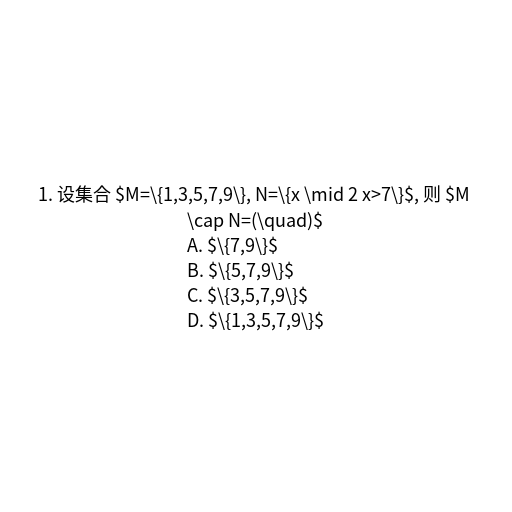 1. 设集合 $M=\{1,3,5,7,9\}, N=\{x \mid 2 x>7\}$, 则 $M
\cap N=(\quad)$
A. $\{7,9\}$
B. $\{5,7,9\}$
C. $\{3,5,7,9\}$
D. $\{1,3,5,7,9\}$